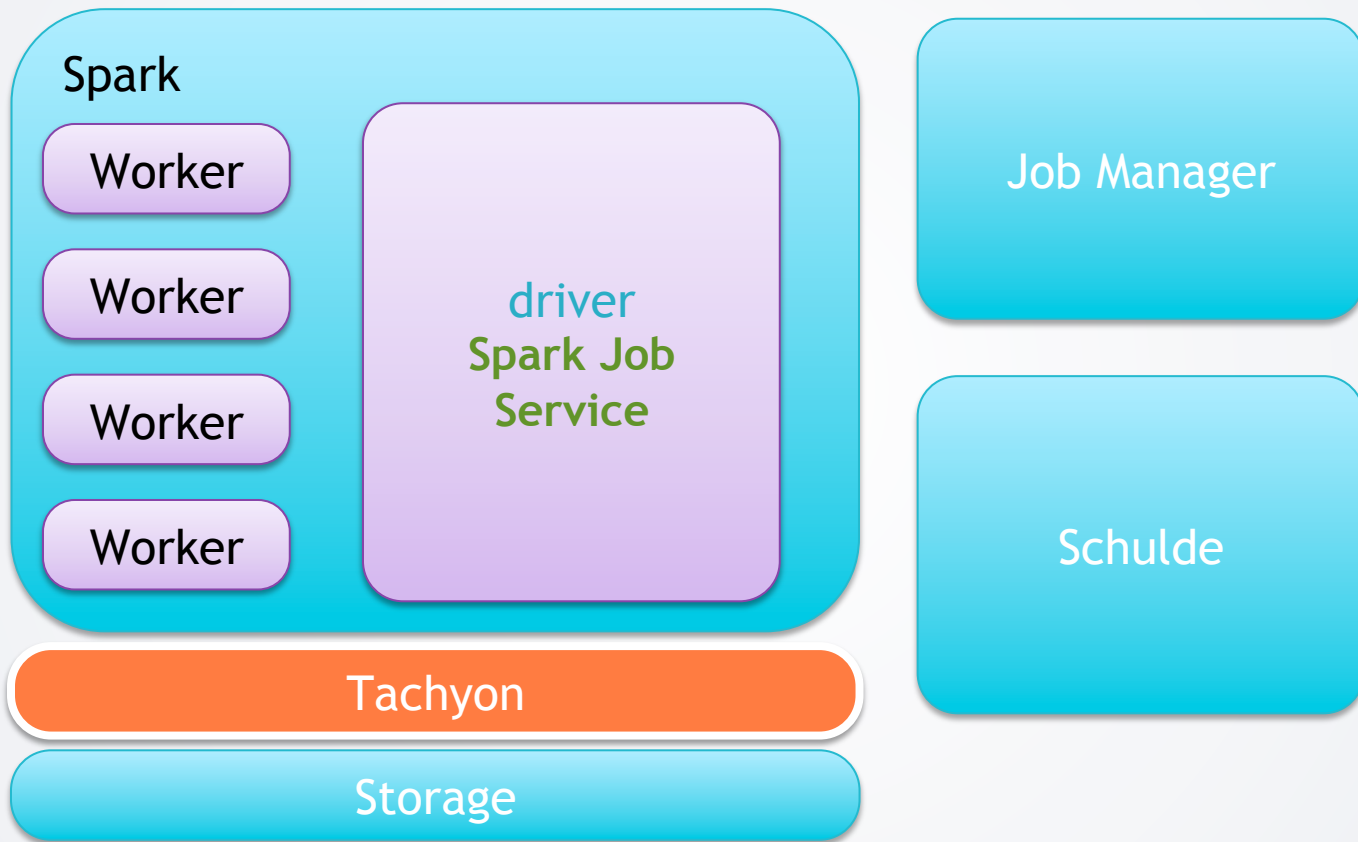 Spark
Worker
Worker
Worker
Worker
driver
Spark Job
Service
Tachyon
Storage
Job Manager
Schulde